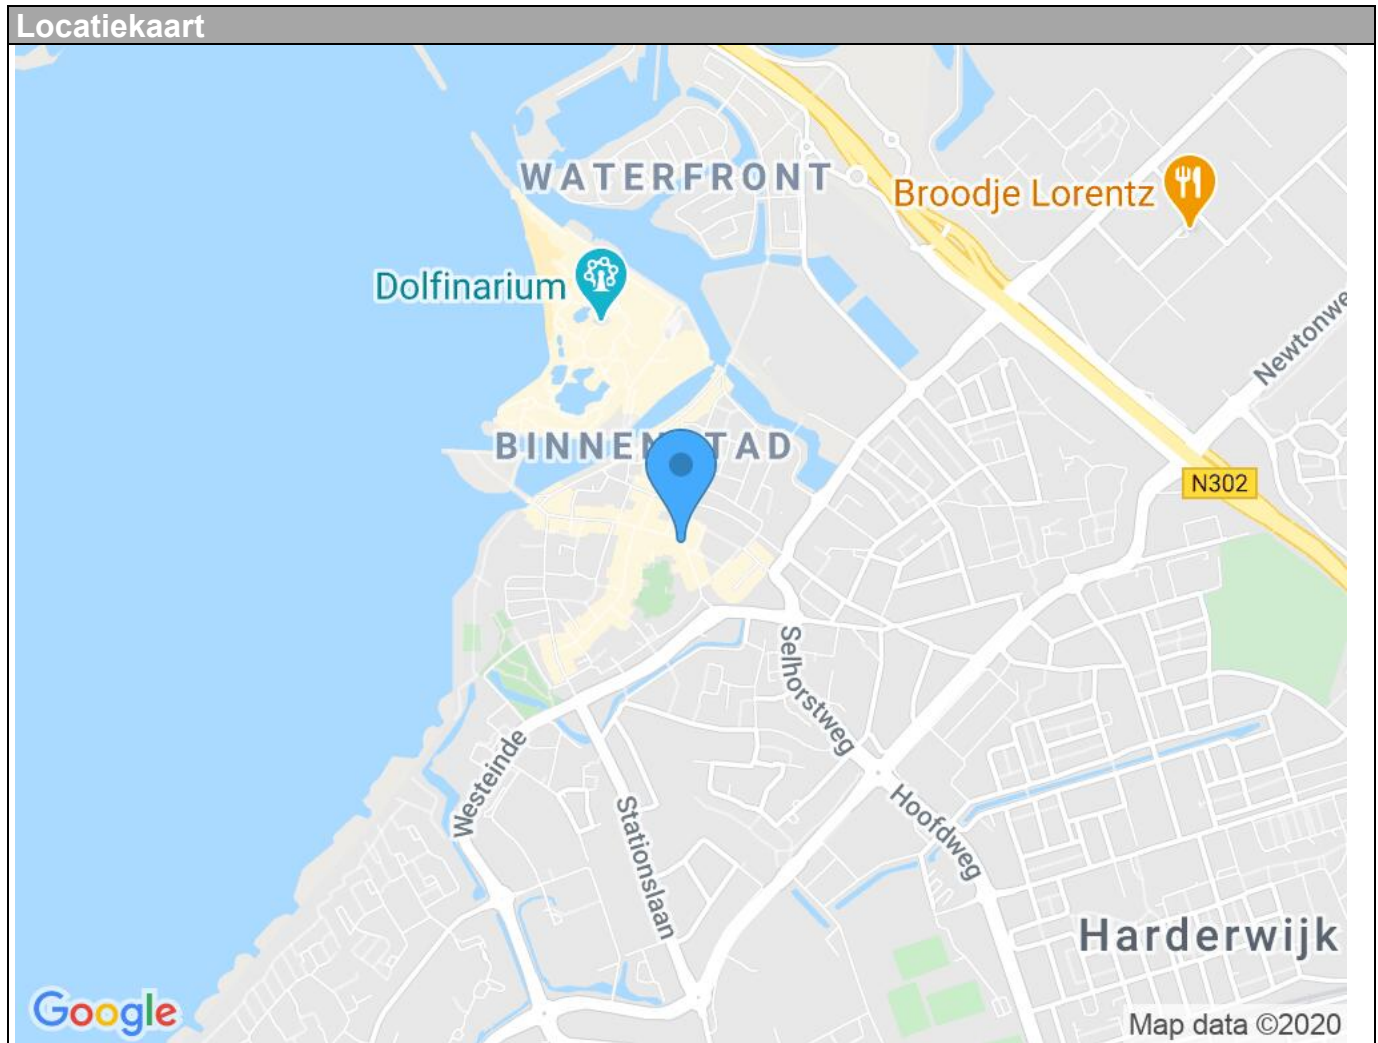 Locatiekaart
WATERFRONT
Broodje Lorentz
Dolfinarium
Newtonwe
BINNEN TAD
N302
Selhorstweg
Westeinde
Stationslaan
Hoofdweg
Harderwijk
Google
Map data ©2020